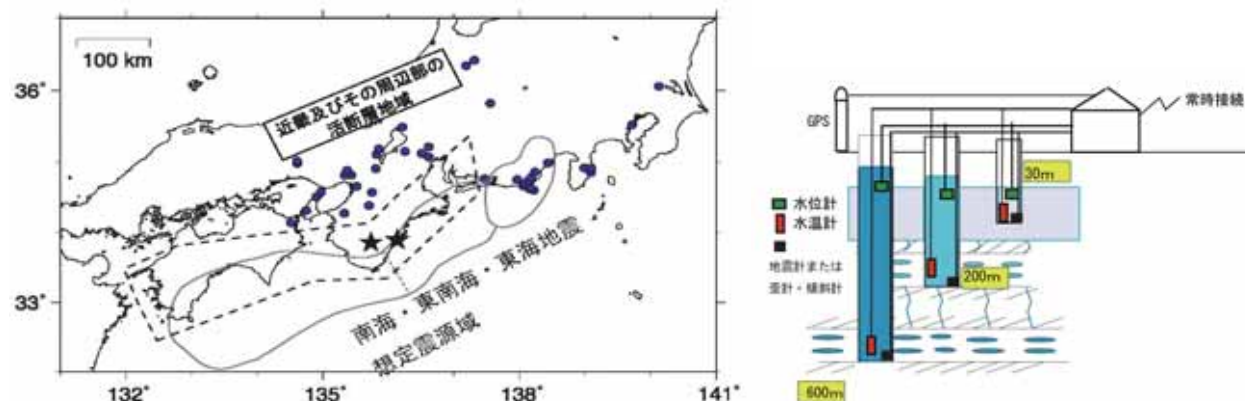 100 km
36°
33°
132°
135°
138°
141°
近畿及びその周辺部の
活断層地域
南海・東南海・東海地震
想定震源域
GPS
常時接続
30m
水位計
水温計
地震計または
歪計・傾斜計
200m
600m